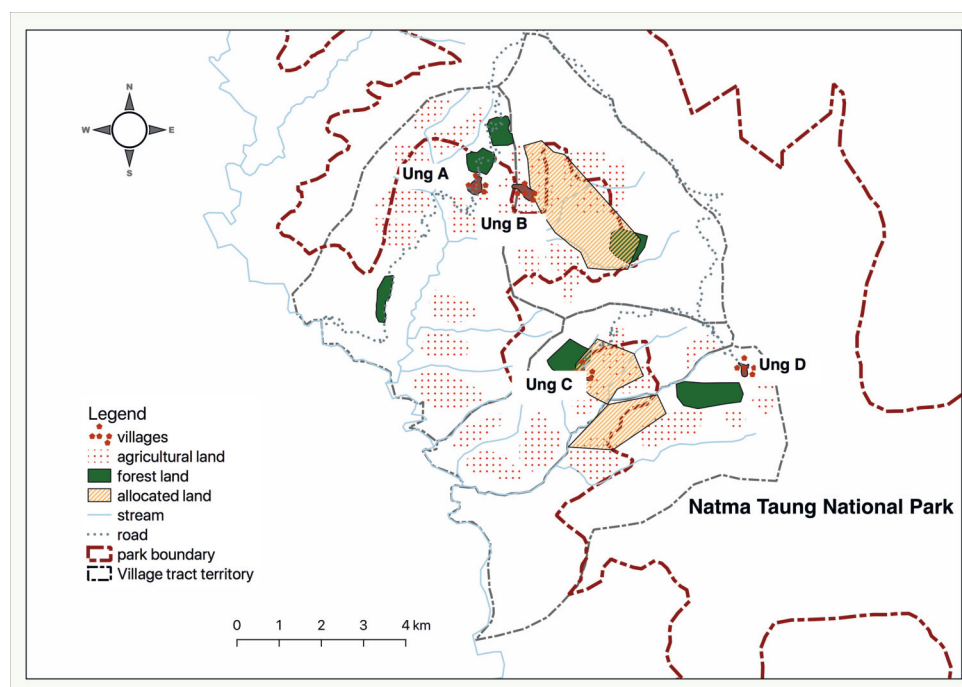 N
W
E
S
Ung A
Ung B
Ung C
Ung D
Natma Taung National Park
Legend
villages
agricultural land
forest land
allocated land
stream
road
park boundary
Village tract territory
0 1 2 3 4 km